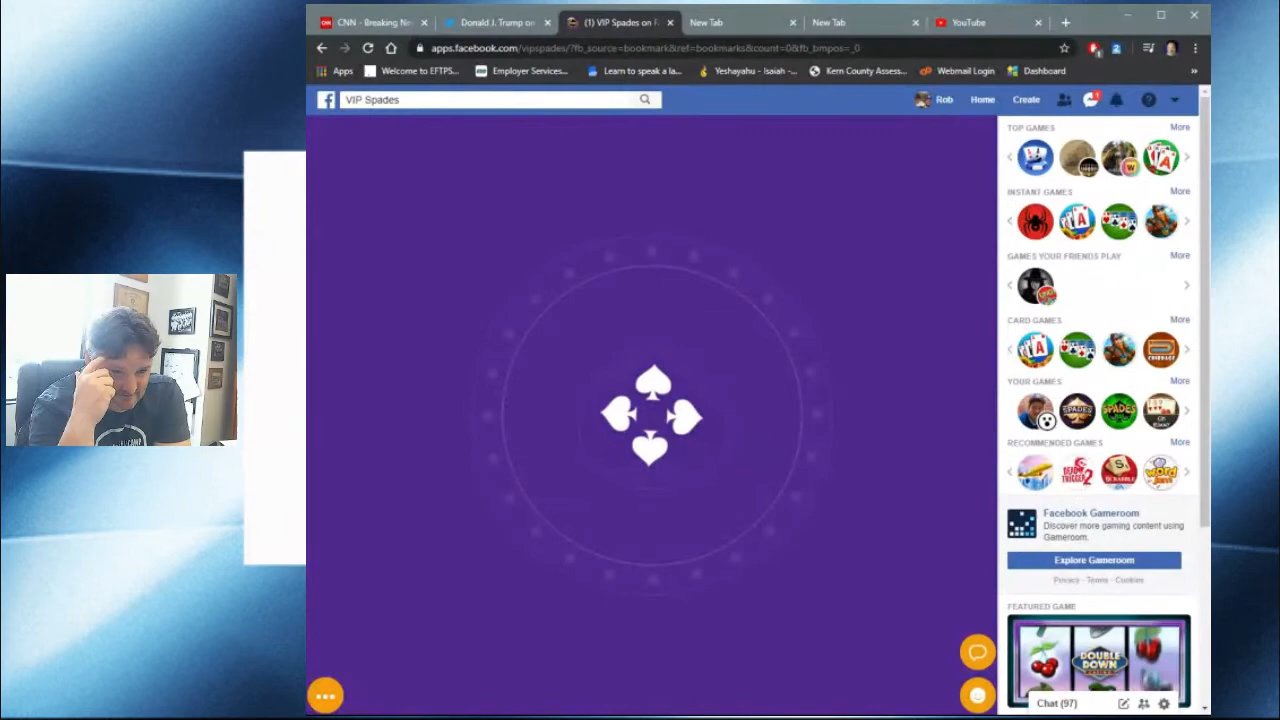 CNN - Breaking Ne
Donald J. Trump on
(1) VIP Spades on F
New Tab
New Tab
YouTube
apps.facebook.com/vipspades/?fb_source=bookmark&ref=bookmarks&count=0&fb_bmpos=_0
Apps
Welcome to EFTPS...
Employer Services...
Learn to speak a la...
Yeshayahu - Isaiah -...
Kern County Assess...
Webmail Login
Dashboard
»
VIP Spades
Rob
Home
Create
1
TOP GAMES
More
INSTANT GAMES
More
GAMES YOUR FRIENDS PLAY
More
CARD GAMES
More
YOUR GAMES
More
SPADES
SPADES
RECOMMENDED GAMES
More
SCRABBLE
Facebook Gameroom
Discover more gaming content using
Gameroom.
Explore Gameroom
Privacy · Terms · Cookies
FEATURED GAME
DOUBLE
DOWN
Chat (97)